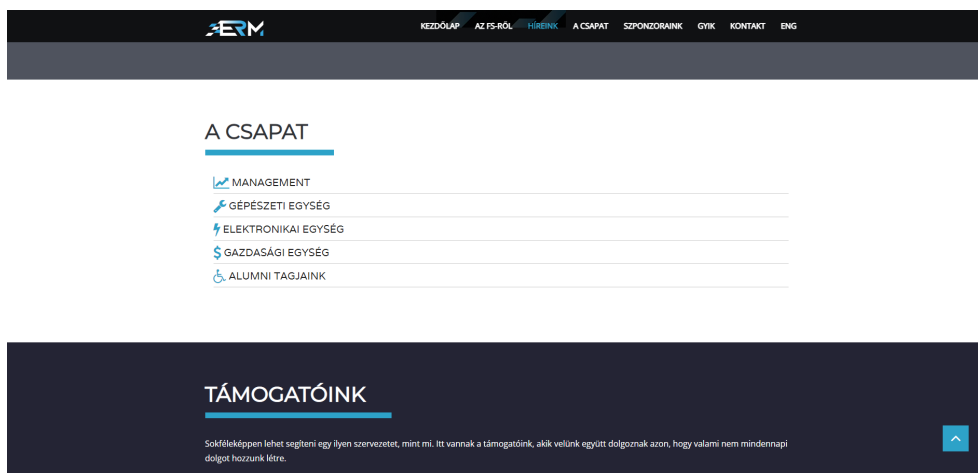 ERM
KEZDŐLAP AZ FS-RŐL HÍREINK A CSAPAT SZPONZORAINK GYIK KONTAKT ENG
A CSAPAT
MANAGEMENT
GÉPÉSZETI EGYSÉG
ELEKTRONIKAI EGYSÉG
GAZDASÁGI EGYSÉG
ALUMNI TAGJAINK
TÁMOGATÓINK
Sokféleképpen lehet segíteni egy ilyen szervezetet, mint mi. Itt vannak a támogatóink, akik velünk együtt dolgoznak azon, hogy valami nem mindennapi
dolgot hozzunk létre.